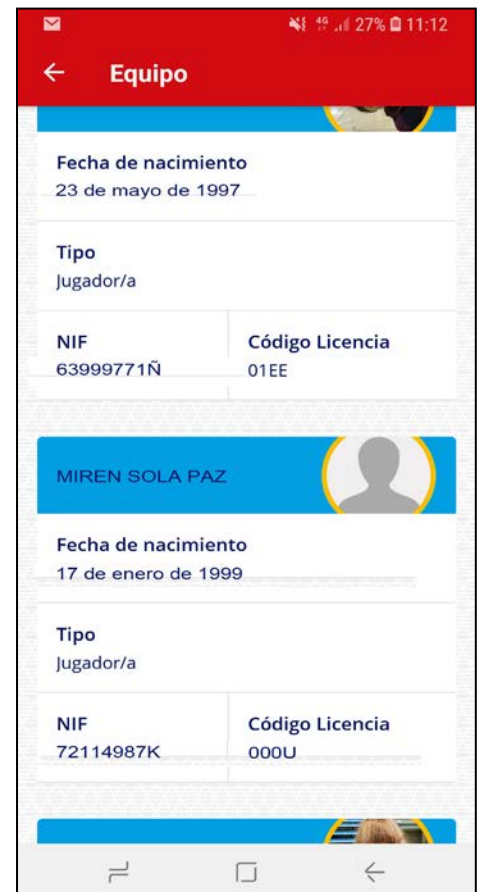 4G 27% 11:12
Equipo
Fecha de nacimiento
23 de mayo de 1997
Tipo
Jugador/a
NIF Código Licencia
63999771Ñ 01EE
MIREN SOLA PAZ
Fecha de nacimiento
17 de enero de 1999
Tipo
Jugador/a
NIF Código Licencia
72114987K 000U